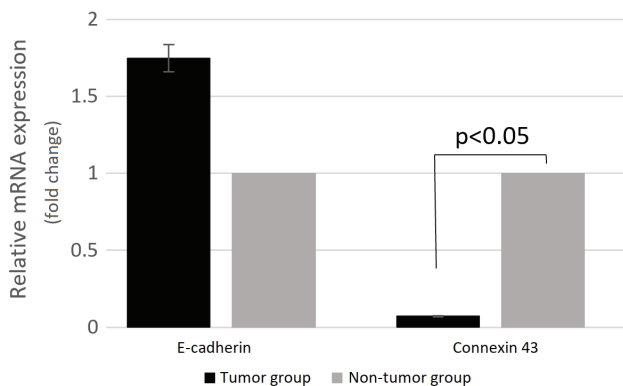 Relative mRNA expression
(fold change)
2
1.5
1
0.5
0
p<0.05
E-cadherin
Connexin 43
Tumor group
Non-tumor group